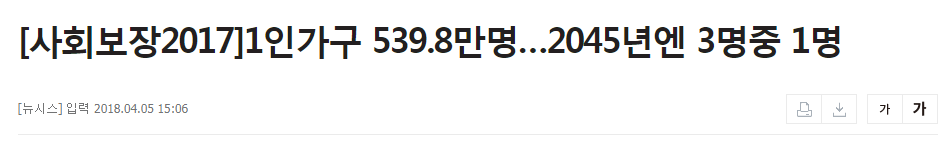 [사회보장2017]1인가구 539.8만명…2045년엔 3명중 1명
[뉴시스] 입력 2018.04.05 15:06
가 가